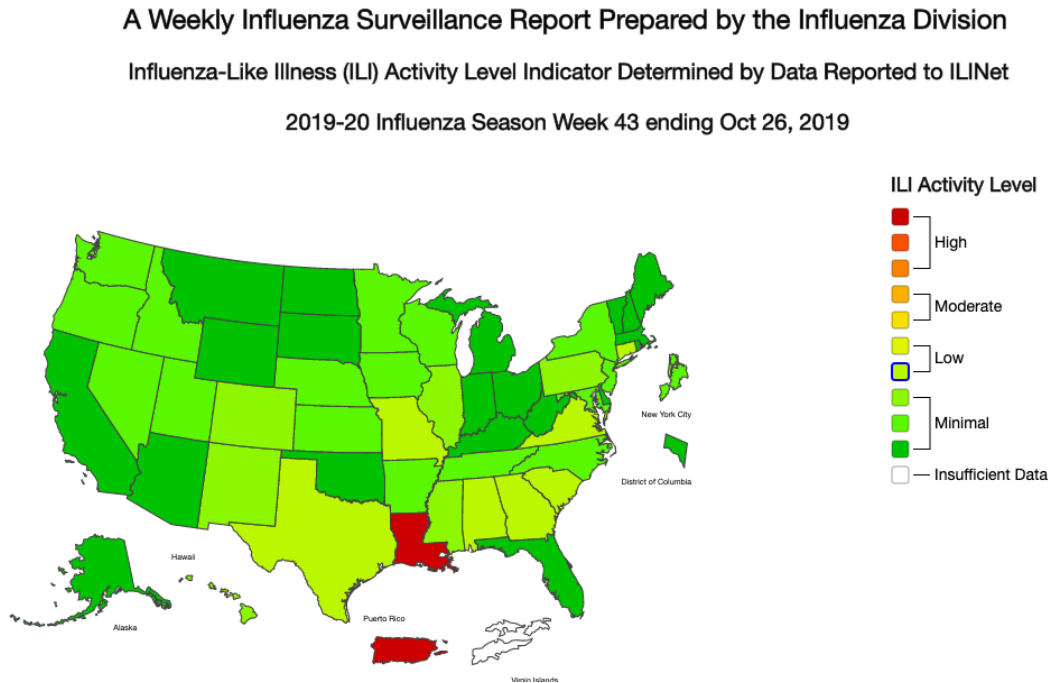 A Weekly Influenza Surveillance Report Prepared by the Influenza Division
Influenza-Like Illness (ILI) Activity Level Indicator Determined by Data Reported to ILINet
2019-20 Influenza Season Week 43 ending Oct 26, 2019
ILI Activity Level
High
Moderate
Low
Minimal
Insufficient Data
New York City
District of Columbia
Hawaii
Alaska
Puerto Rico
Virgin Islands